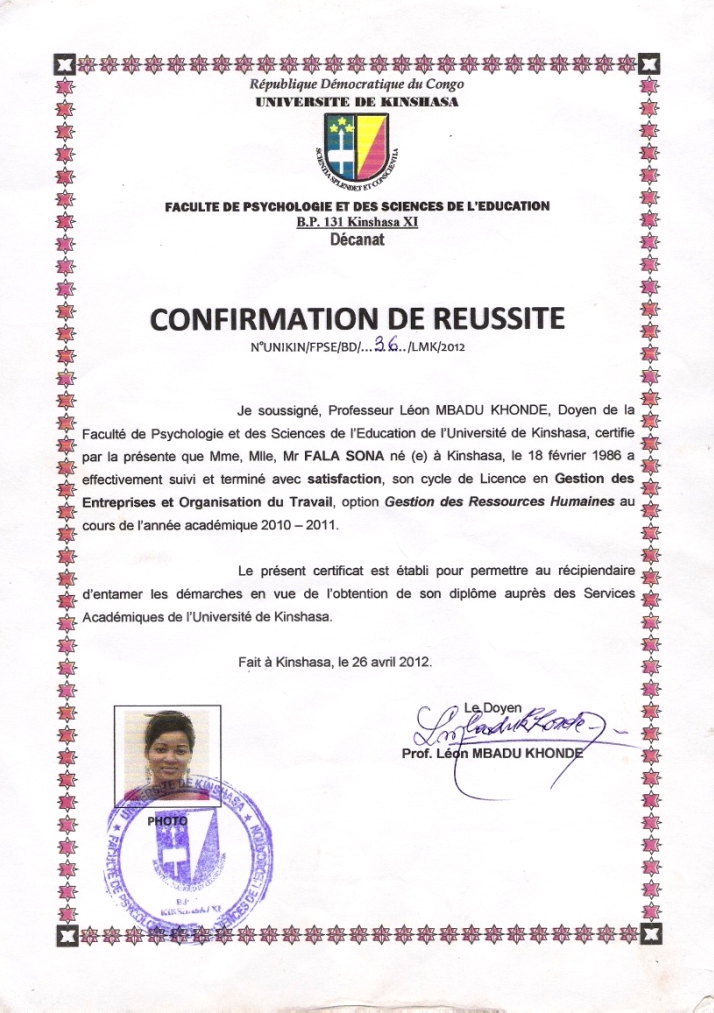 République Démocratique du Congo
UNIVERSITE DE KINSHASA
SCIENTIA SPLENDET ET CONSCIENTIA
FACULTE DE PSYCHOLOGIE ET DES SCIENCES DE L'EDUCATION
B.P. 131 Kinshasa XI
Décanat
CONFIRMATION DE REUSSITE
N°UNIKIN/FPSE/BD/...36../LMK/2012
Je soussigné, Professeur Léon MBADU KHONDE, Doyen de la
Faculté de Psychologie et des Sciences de l'Education de l'Université de Kinshasa, certifie
par la présente que Mme, Mlle, Mr FALA SONA né (e) à Kinshasa, le 18 février 1986 a
effectivement suivi et terminé avec satisfaction, son cycle de Licence en Gestion des
Entreprises et Organisation du Travail, option Gestion des Ressources Humaines au
cours de l'année académique 2010 – 2011.
Le présent certificat est établi pour permettre au récipiendaire
d'entamer les démarches en vue de l'obtention de son diplôme auprès des Services
Académiques de l'Université de Kinshasa.
Fait à Kinshasa, le 26 avril 2012.
Le Doyen
Prof. Léon MBADU KHONDE
PHOTO
UNIVERSITE DE KINSHASA
FACULTE DE PSYCHOLOGIE SCIENCES DE L'EDUCATION
B.P.
KINSHASA / XI